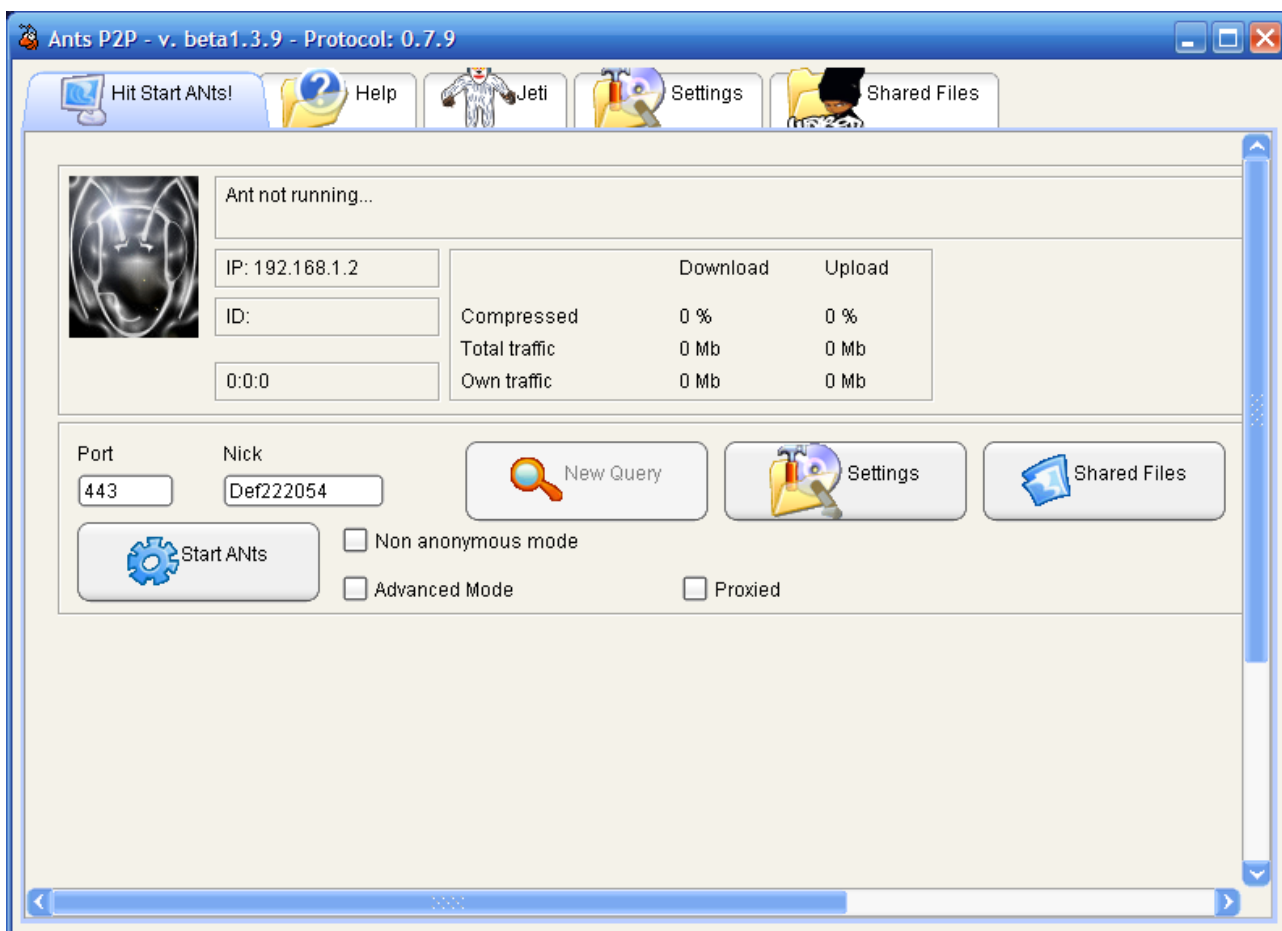 Ants P2P - v. beta1.3.9 - Protocol: 0.7.9
Hit Start ANts! Help Jeti Settings Shared Files
Ant not running...
IP: 192.168.1.2
ID:
0:0:0
Download Upload
Compressed 0 % 0 %
Total traffic 0 Mb 0 Mb
Own traffic 0 Mb 0 Mb
Port Nick
443 Def222054
New Query Settings Shared Files
Start ANts
Non anonymous mode
Advanced Mode Proxied